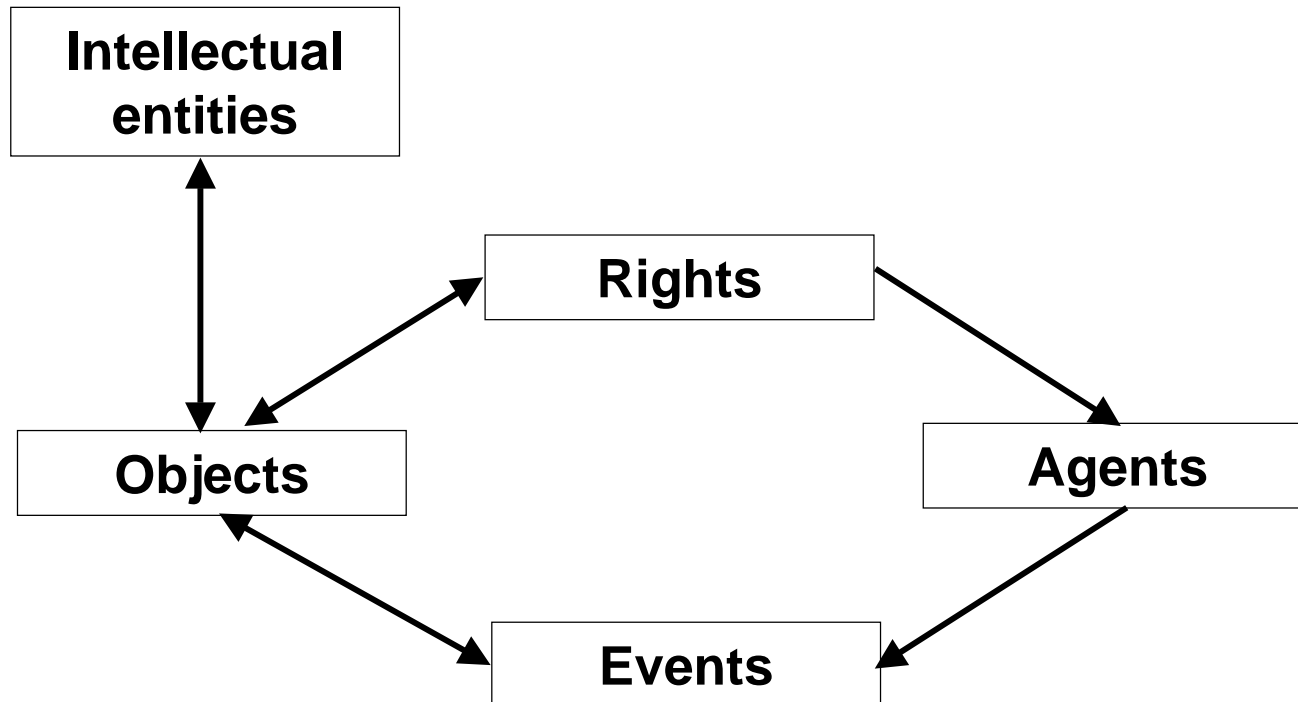 Intellectual
entities
Rights
Objects
Agents
Events